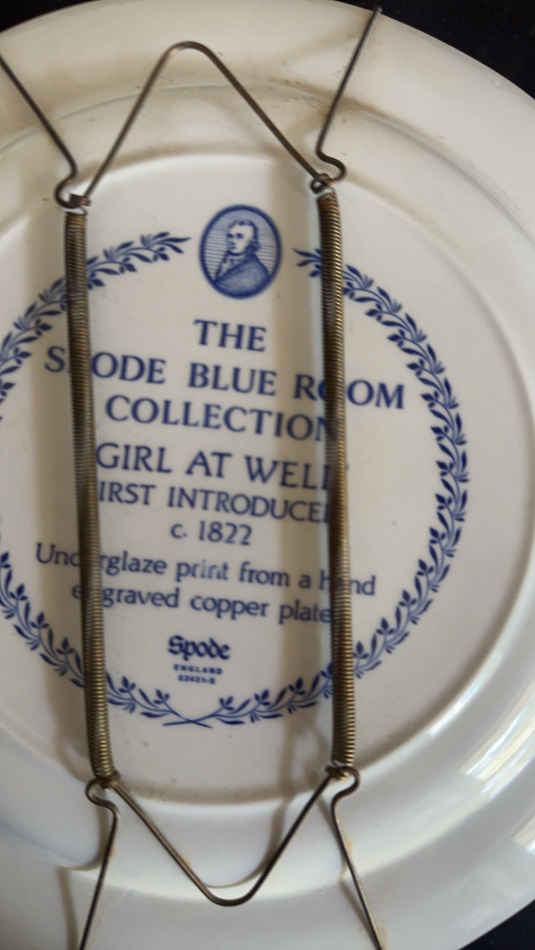 THE
SPODE BLUE ROOM
COLLECTION
"GIRL AT WELL"
FIRST INTRODUCED
c. 1822
Underglaze print from a hand
engraved copper plate
Spode
ENGLAND